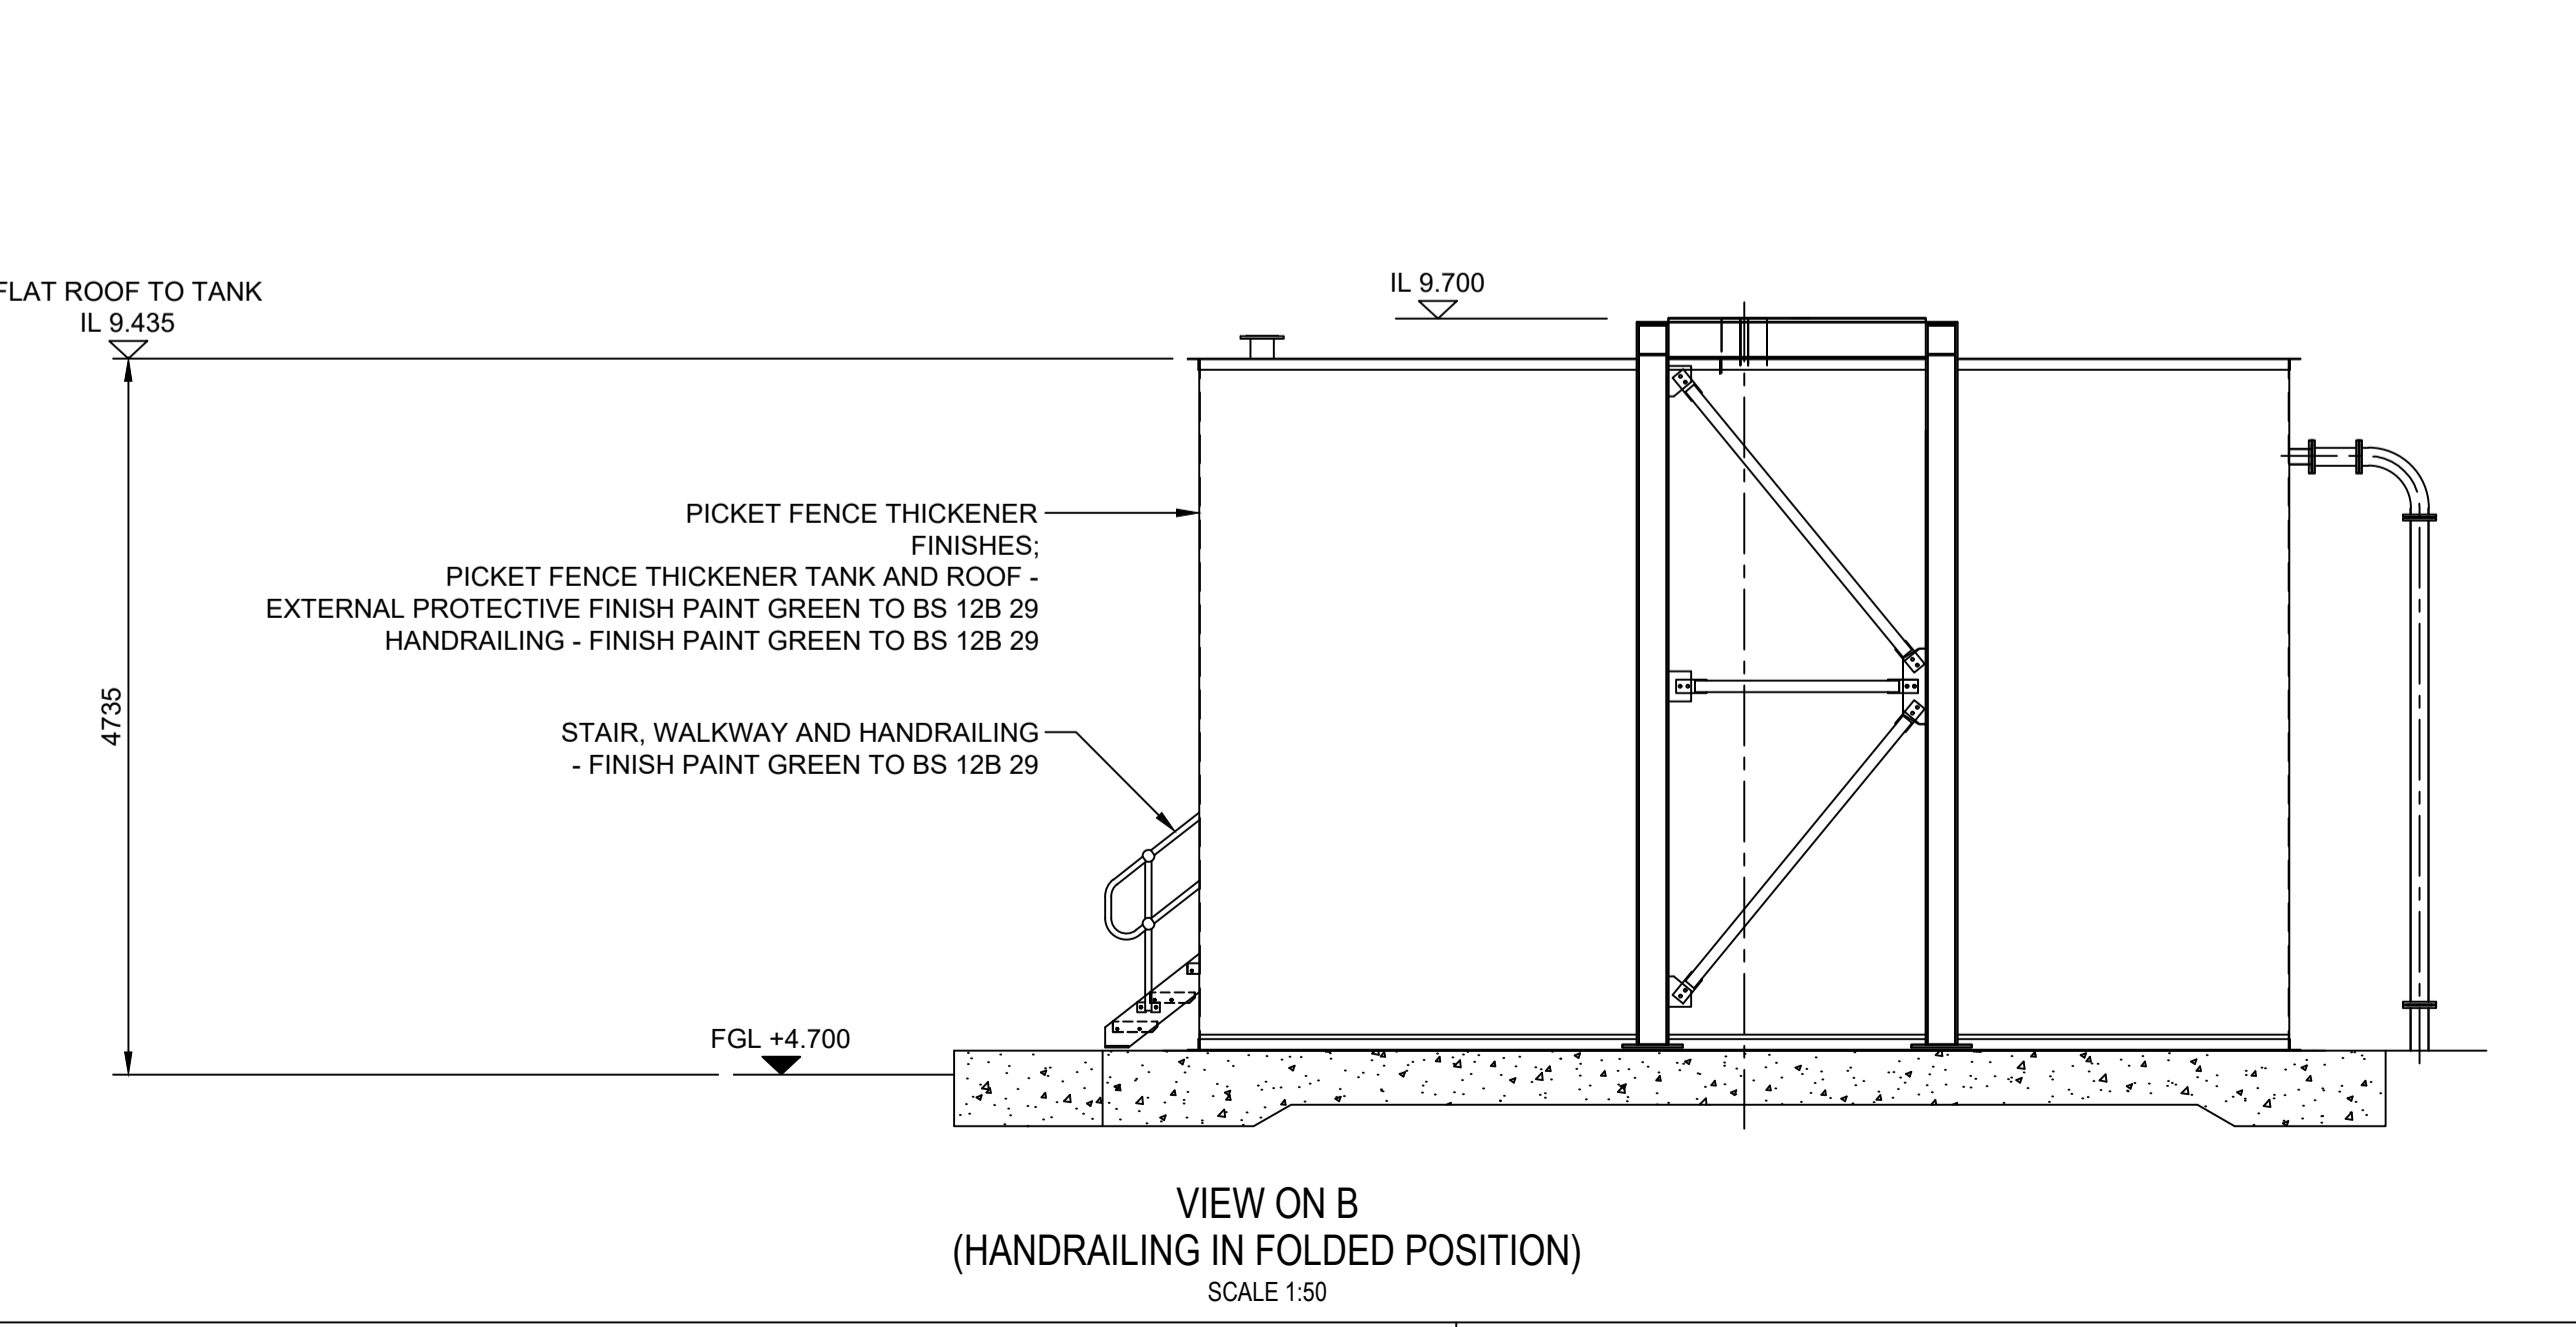 FLAT ROOF TO TANK
IL 9.435
IL 9.700
PICKET FENCE THICKENER
FINISHES;
PICKET FENCE THICKENER TANK AND ROOF -
EXTERNAL PROTECTIVE FINISH PAINT GREEN TO BS 12B 29
HANDRAILING - FINISH PAINT GREEN TO BS 12B 29
4735
STAIR, WALKWAY AND HANDRAILING
- FINISH PAINT GREEN TO BS 12B 29
FGL +4.700
VIEW ON B
(HANDRAILING IN FOLDED POSITION)
SCALE 1:50